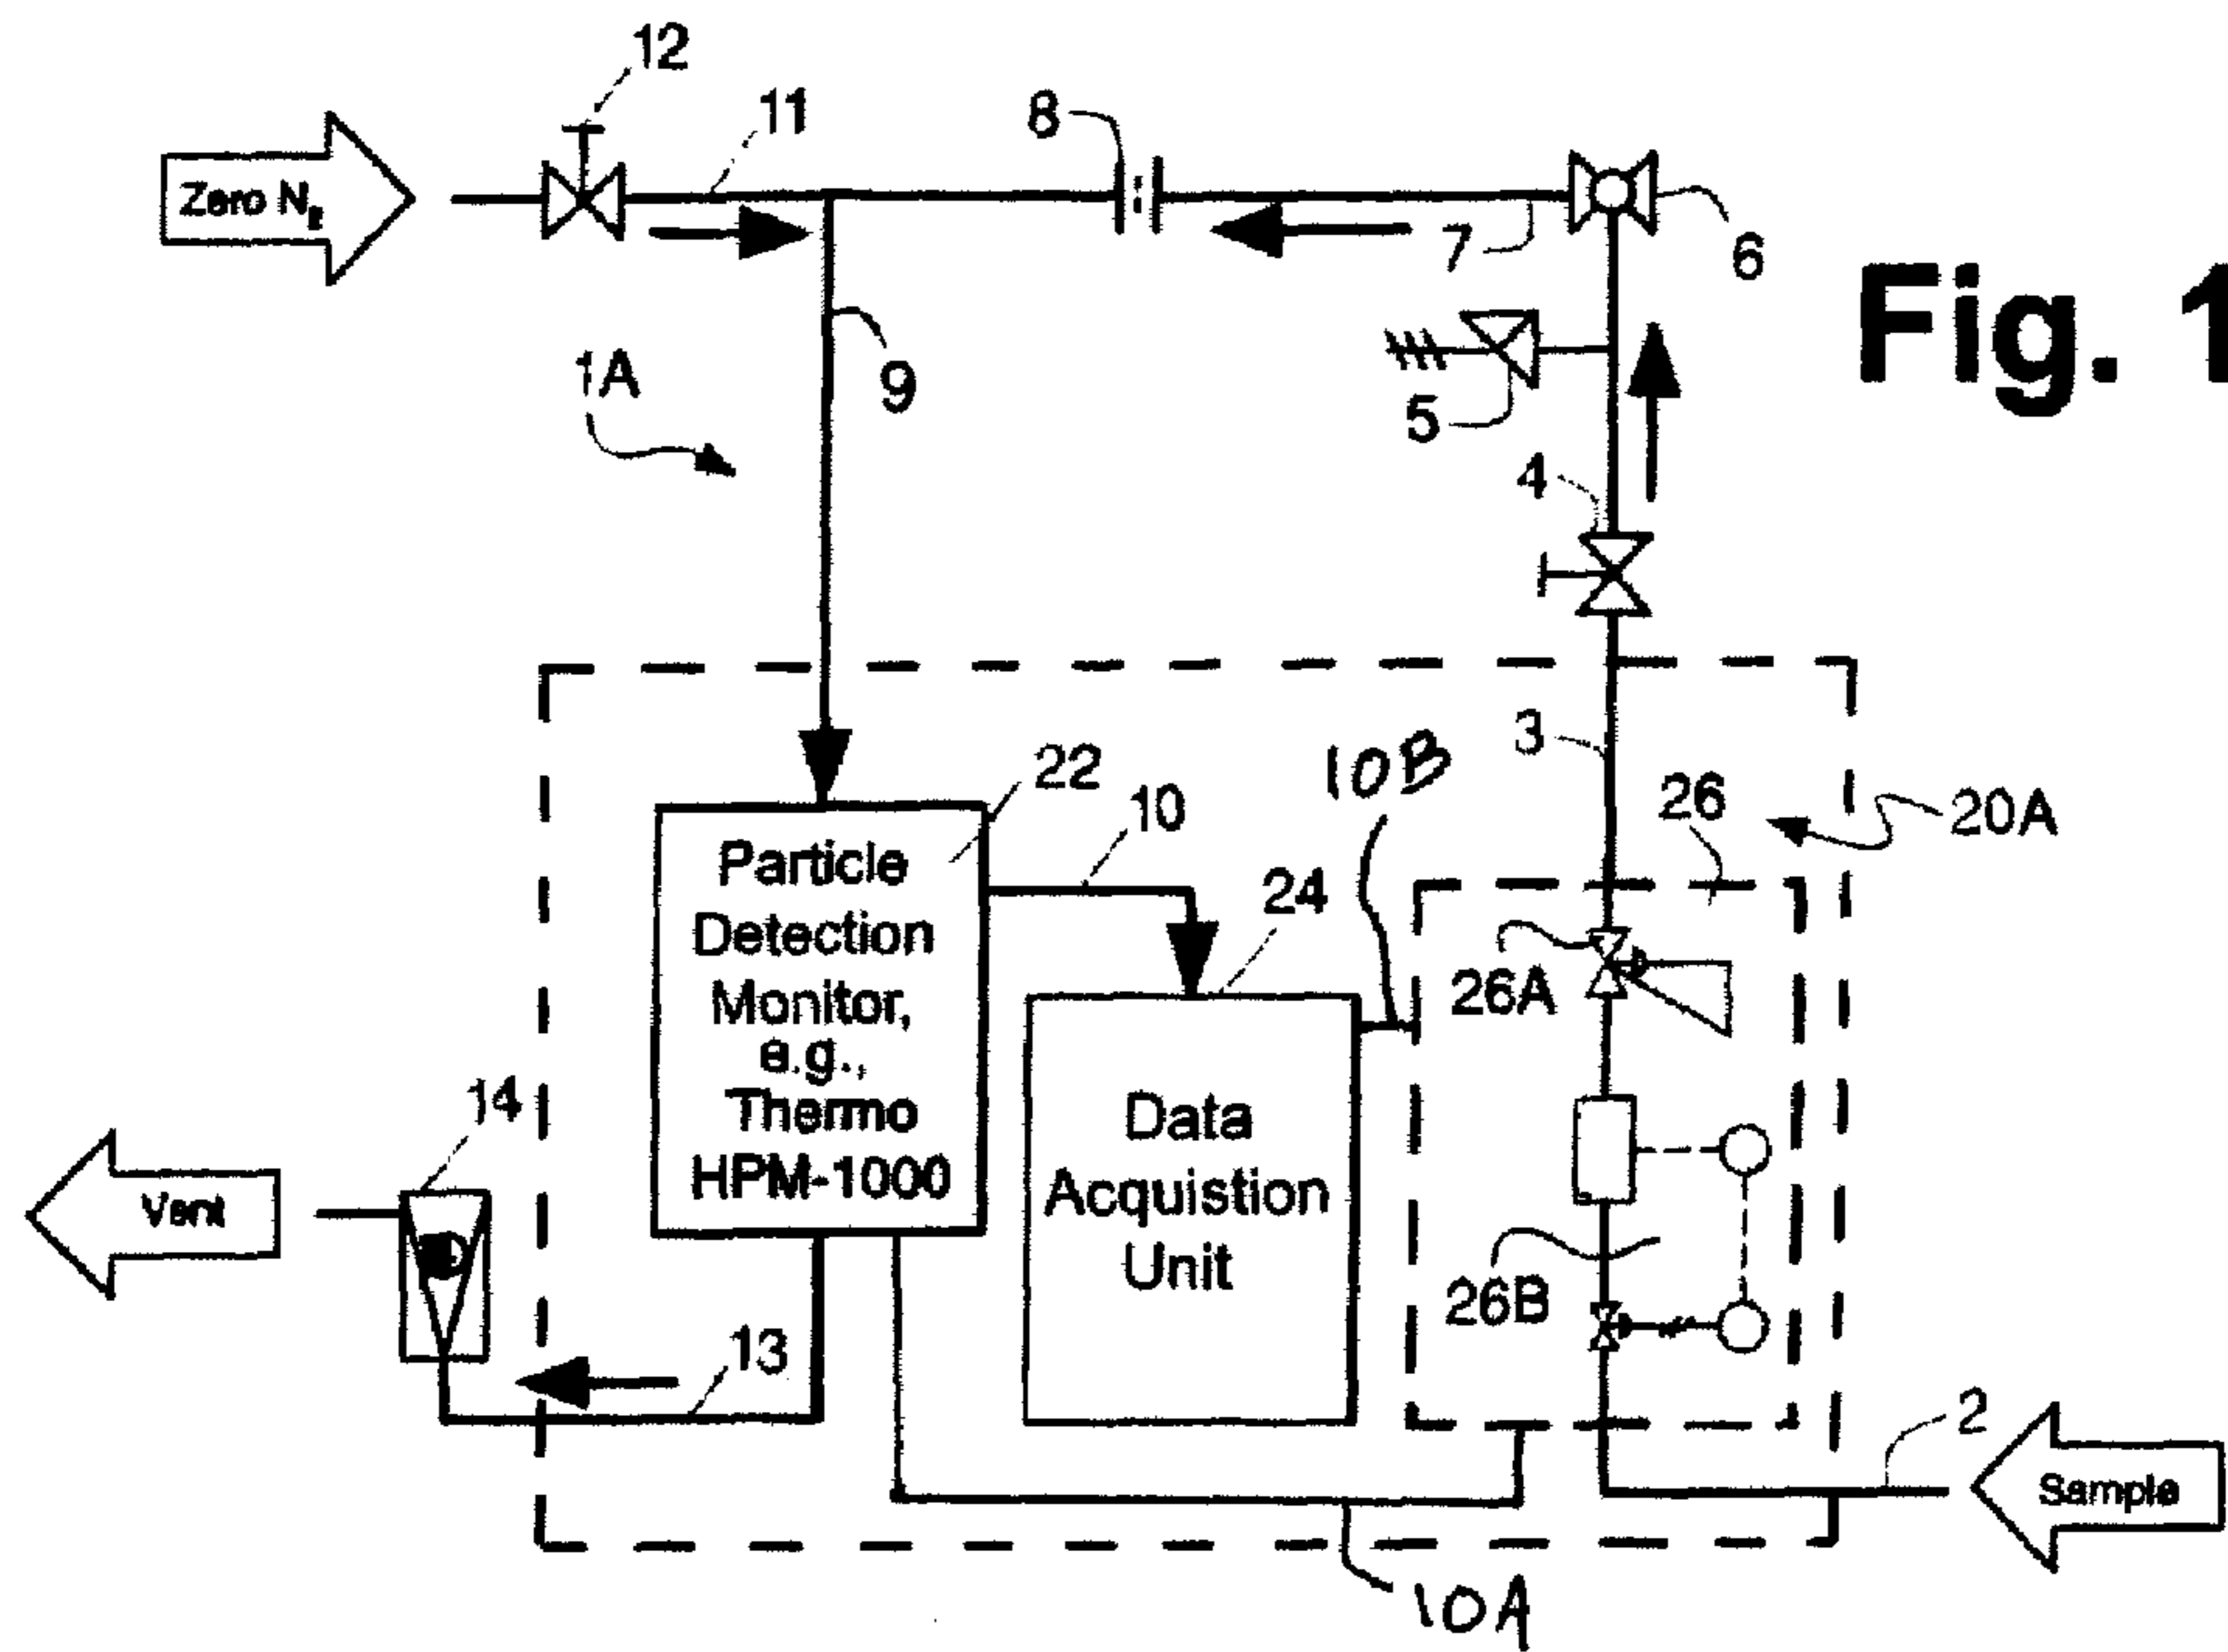 12
11
8
Zero N₂
7
6
Fig. 1
1A
9
5
4
3
22
10
10B
26
20A
Particle
Detection
Monitor,
e.g.,
Thermo
HPM-1000
24
26A
14
Data
Acquistion
Unit
Vent
26B
13
2
Sample
10A